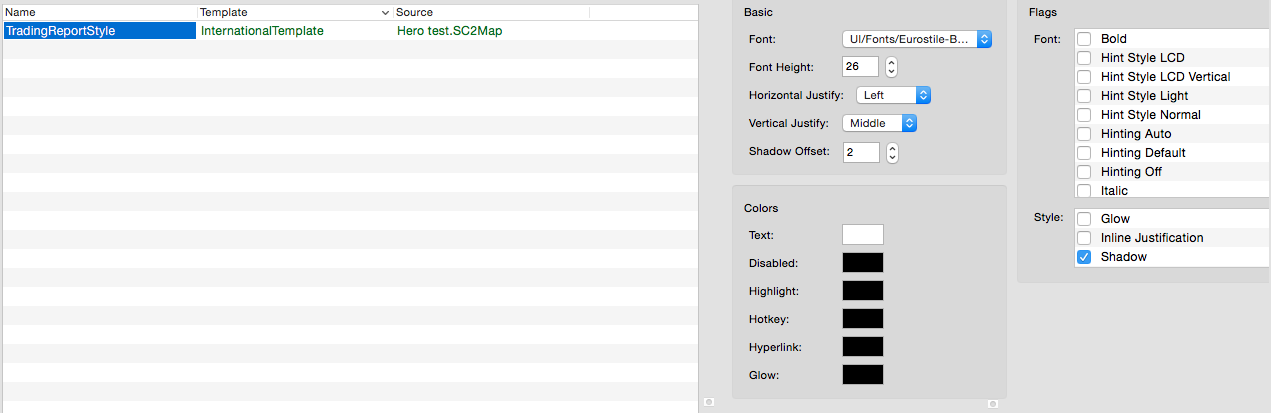 Name Template Source
TradingReportStyle InternationalTemplate Hero test.SC2Map
Basic
Font: UI/Fonts/Eurostile-B...
Font Height: 26
Horizontal Justify: Left
Vertical Justify: Middle
Shadow Offset: 2
Colors
Text:
Disabled:
Highlight:
Hotkey:
Hyperlink:
Glow:
Flags
Font: Bold
Hint Style LCD
Hint Style LCD Vertical
Hint Style Light
Hint Style Normal
Hinting Auto
Hinting Default
Hinting Off
Italic
Style: Glow
Inline Justification
Shadow